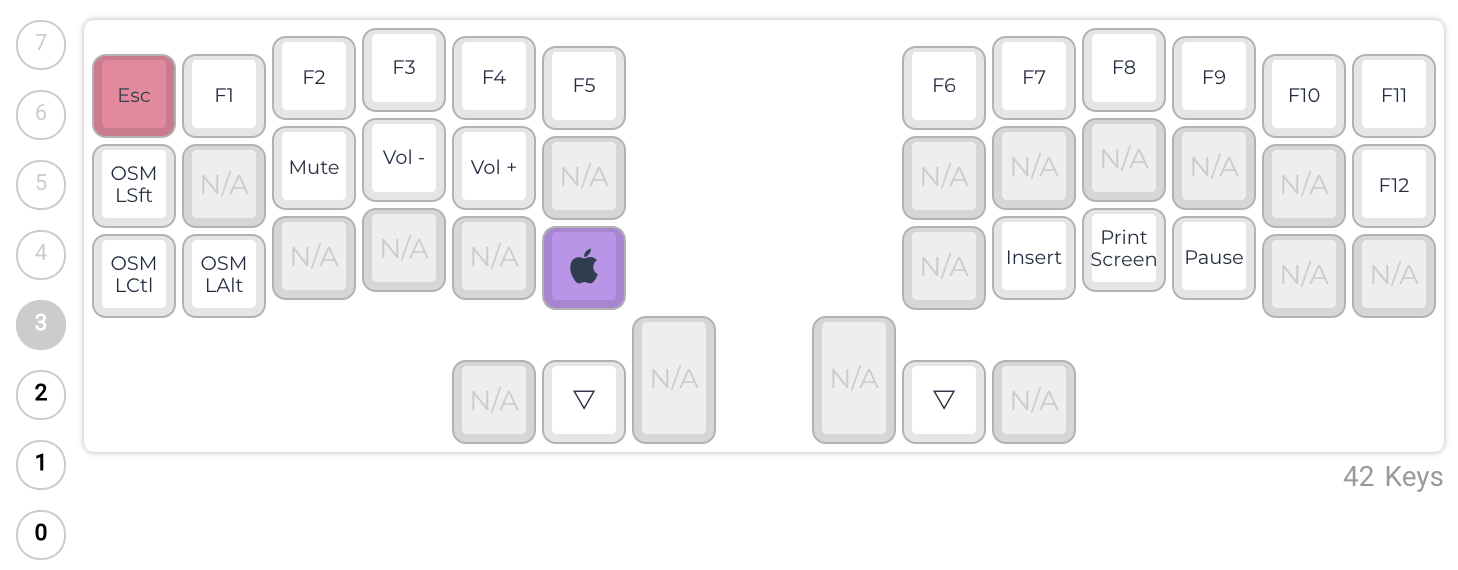 7
6
5
4
3
2
1
0
Esc
F1
F2
F3
F4
F5
F6
F7
F8
F9
F10
F11
OSM
LSft
N/A
Mute
Vol -
Vol +
N/A
N/A
N/A
N/A
N/A
N/A
F12
OSM
LCtl
OSM
LAlt
N/A
N/A
N/A
N/A
Insert
Print
Screen
Pause
N/A
N/A
N/A
N/A
N/A
N/A
42 Keys